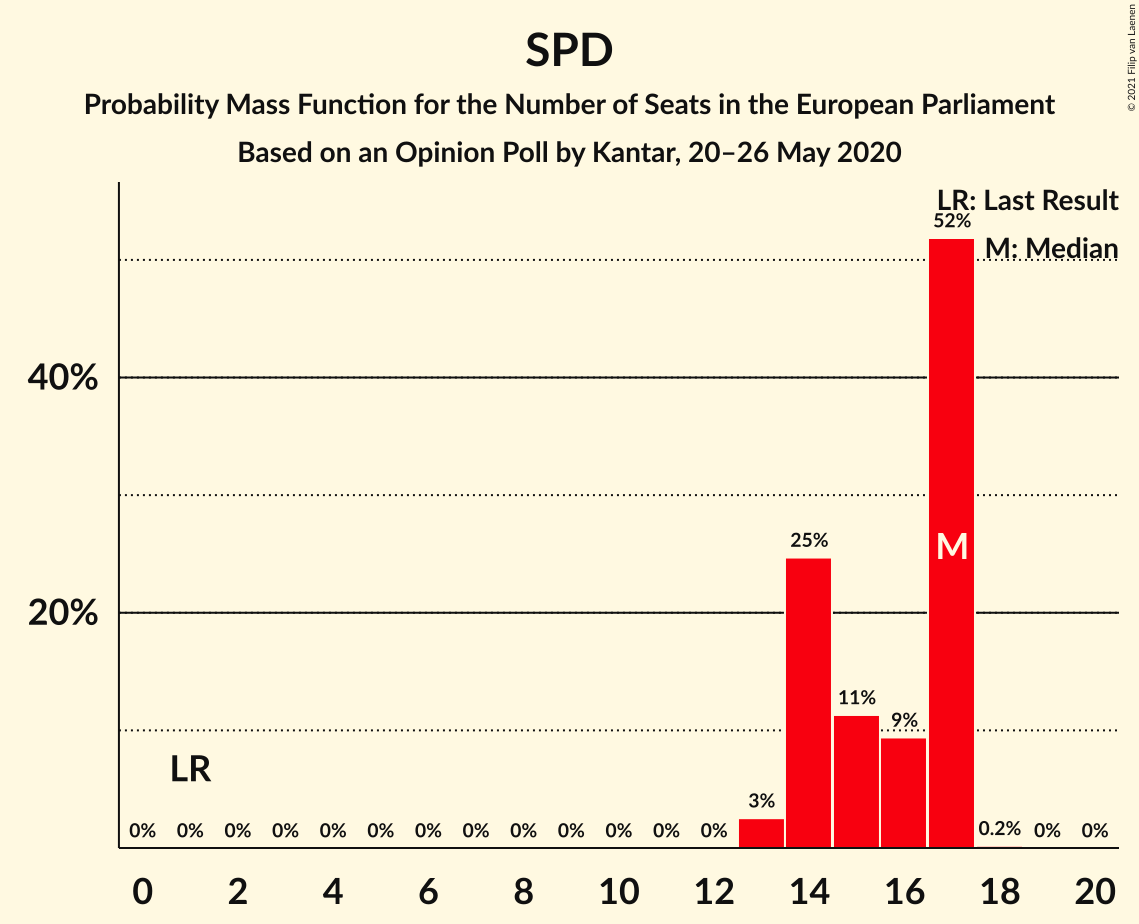 SPD
Probability Mass Function for the Number of Seats in the European Parliament
Based on an Opinion Poll by Kantar, 20–26 May 2020
© 2021 Filip van Laenen
LR: Last Result
52%
M: Median
40%
M
25%
20%
11%
9%
LR
3%
0% 0% 0% 0% 0% 0% 0% 0% 0% 0% 0% 0% 0% 0.2% 0% 0%
0 2 4 6 8 10 12 14 16 18 20